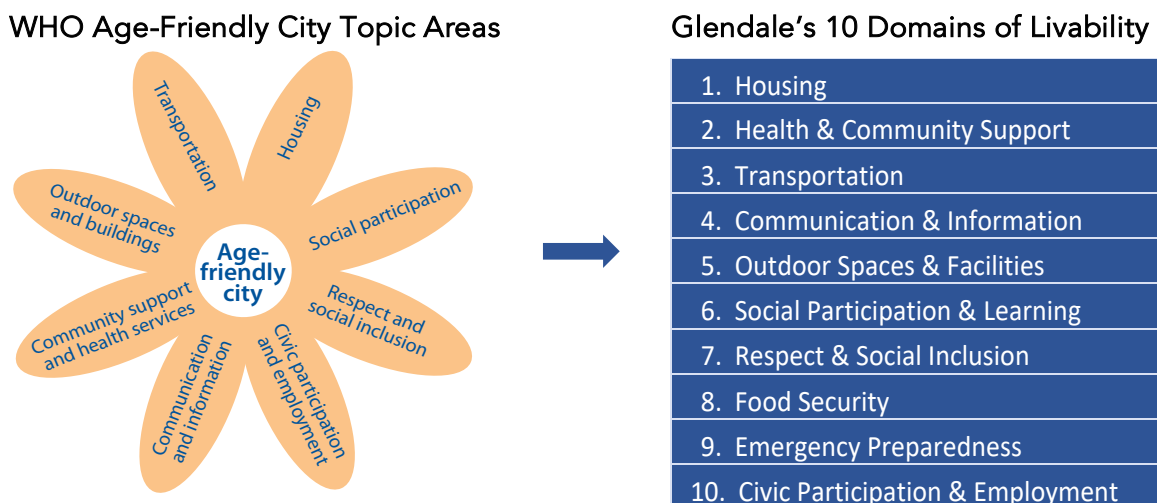 WHO Age-Friendly City Topic Areas
Transportation
Housing
Social participation
Respect and
social inclusion
Civic participation
and employment
Communication
and information
Community support
and health services
Outdoor spaces
and buildings
Age-
friendly
city
Glendale’s 10 Domains of Livability
1. Housing
2. Health & Community Support
3. Transportation
4. Communication & Information
5. Outdoor Spaces & Facilities
6. Social Participation & Learning
7. Respect & Social Inclusion
8. Food Security
9. Emergency Preparedness
10. Civic Participation & Employment